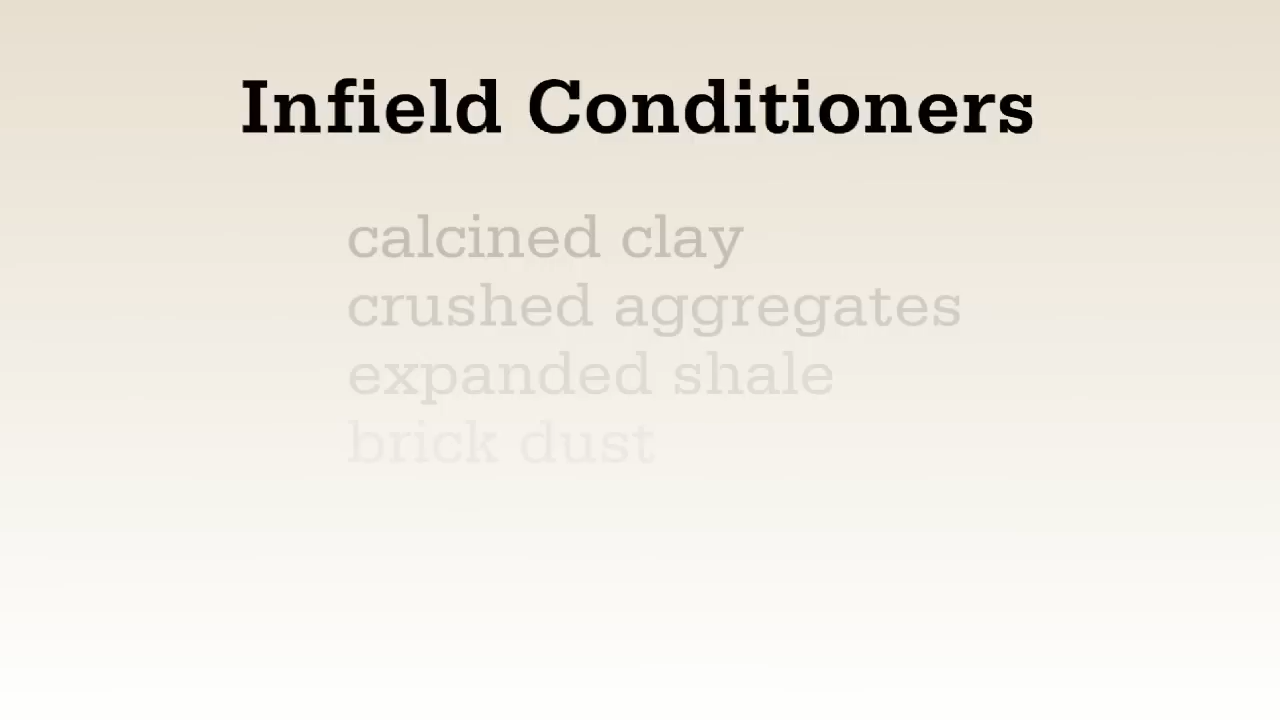 Infield Conditioners
calcined clay
crushed aggregates
expanded shale
brick dust